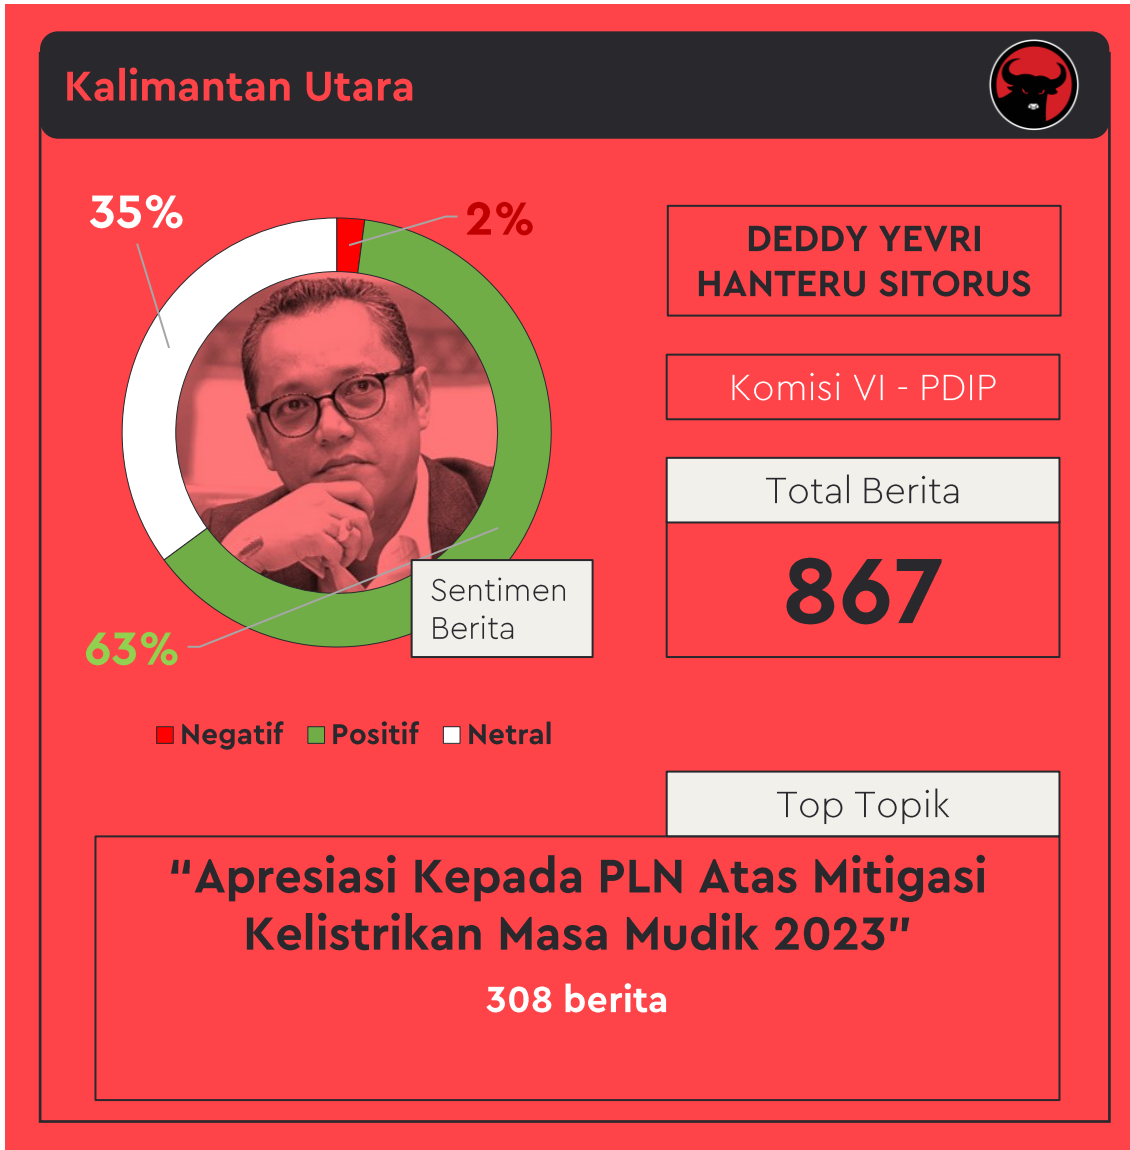 Kalimantan Utara
35%
2%
DEDDY YEVRI
HANTERU SITORUS
Komisi VI - PDIP
Total Berita
867
Sentimen
Berita
63%
Negatif
Positif
Netral
Top Topik
“Apresiasi Kepada PLN Atas Mitigasi
Kelistrikan Masa Mudik 2023”
308 berita